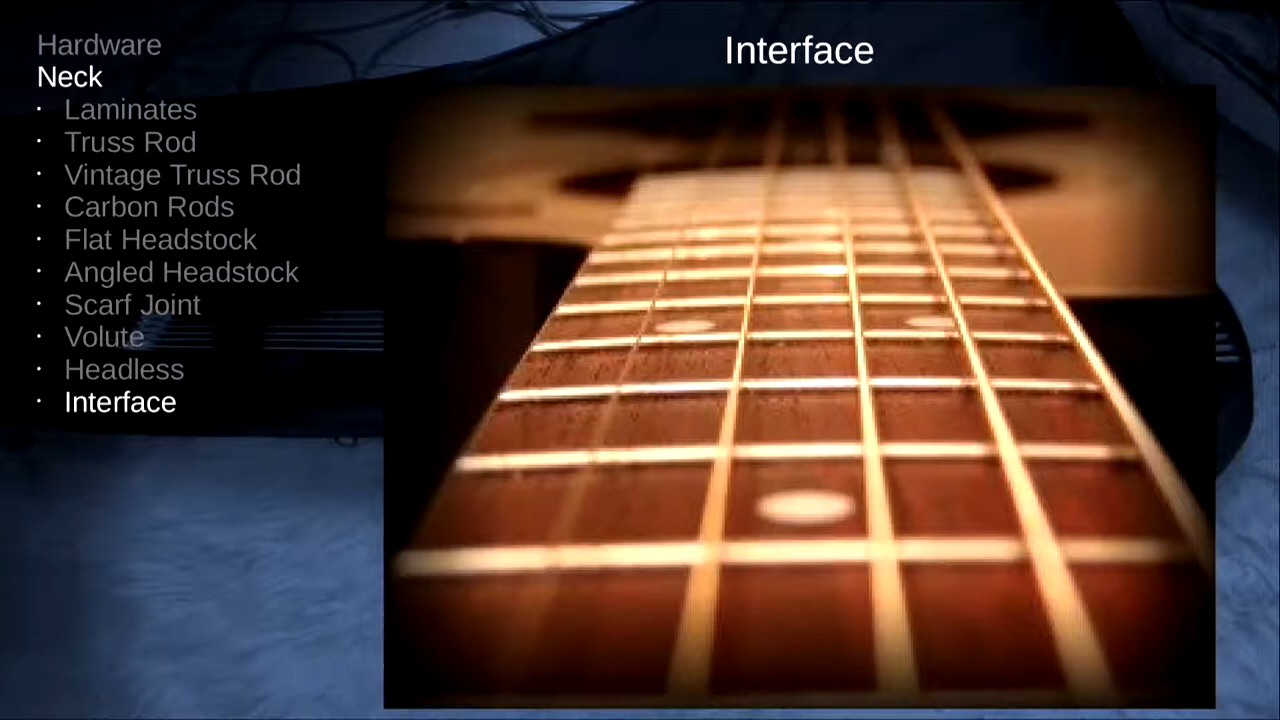 Hardware
Neck
· Laminates
· Truss Rod
· Vintage Truss Rod
· Carbon Rods
· Flat Headstock
· Angled Headstock
· Scarf Joint
· Volute
· Headless
· Interface
Interface